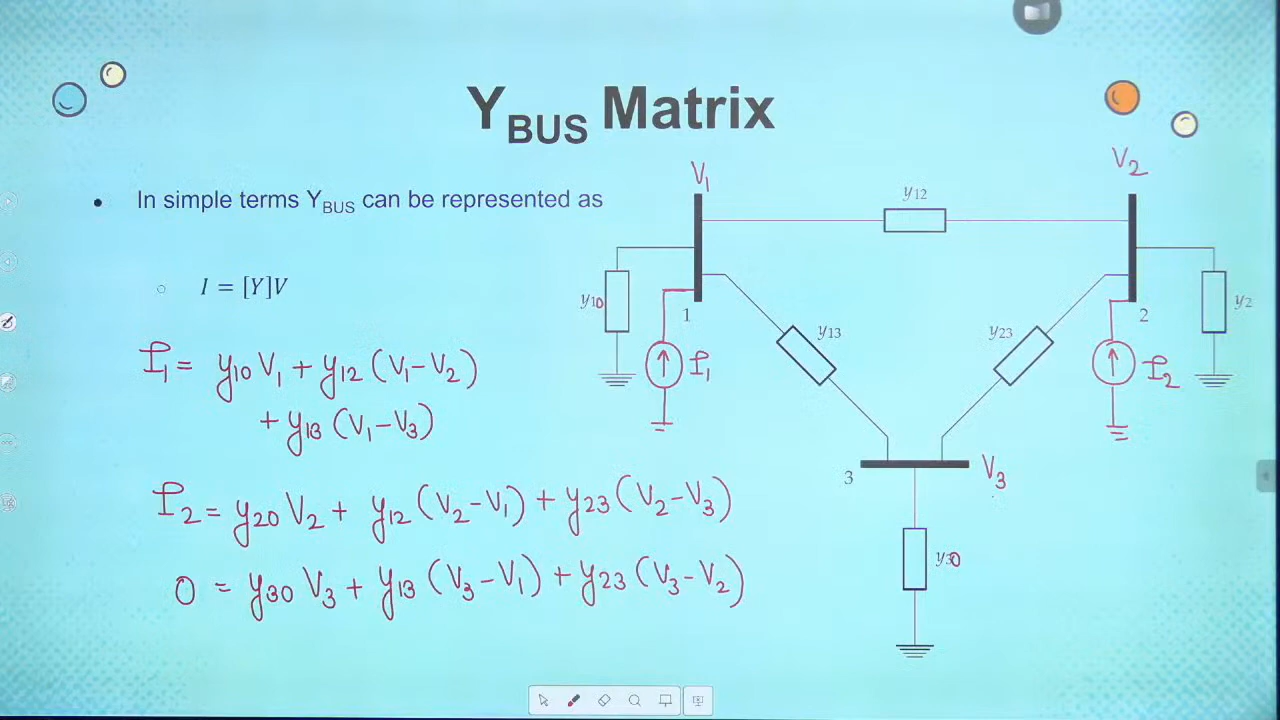 Y_BUS Matrix
• In simple terms Y_BUS can be represented as
○ I = [Y]V
I₁ = y10 V₁ + y12 (V₁ – V₂)
+ y13 (V₁ – V₃)
I₂ = y20 V₂ + y12 (V₂ – V₁) + y23 (V₂ – V₃)
0 = y30 V₃ + y13 (V₃ – V₁) + y23 (V₃ – V₂)
V₁
V₂
y12
y10
1
I₁
y13
y23
2
I₂
y2
3
V₃
y30